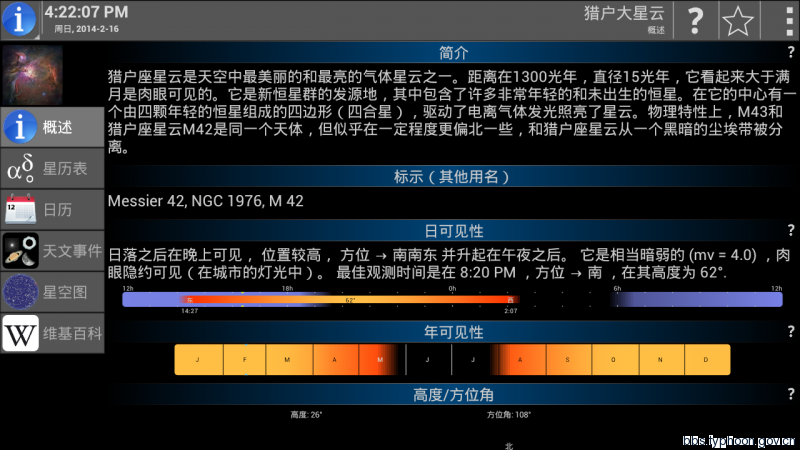 4:22:07 PM
周日, 2014-2-16
猎户大星云
概述
?
简介
?
猎户座星云是天空中最美丽的和最亮的气体星云之一。距离在1300光年，直径15光年，它看起来大于满
月是肉眼可见的。它是新恒星群的发源地，其中包含了许多非常年轻的和未出生的恒星。在它的中心有一
个由四颗年轻的恒星组成的四边形（四合星），驱动了电离气体发光照亮了星云。物理特性上，M43和
猎户座星云M42是同一个天体，但似乎在一定程度更偏北一些，和猎户座星云从一个黑暗的尘埃带被分
离。
概述
星历表
12
日历
天文事件
星空图
W
维基百科
标示（其他用名）
Messier 42, NGC 1976, M 42
日可见性
?
日落之后在晚上可见， 位置较高， 方位 → 南南东 并升起在午夜之后。 它是相当暗弱的 (mv = 4.0) ，肉
眼隐约可见（在城市的灯光中）。 最佳观测时间是在 8:20 PM ，方位 → 南 ，在其高度为 62°.
12h 18h 0h 6h 12h
东 62° 西
14:27 2:07
年可见性
?
J F M A M J J A S O N D
高度/方位角
?
高度: 26° 方位角: 108°
北
bbs.typhoon.gov.cn